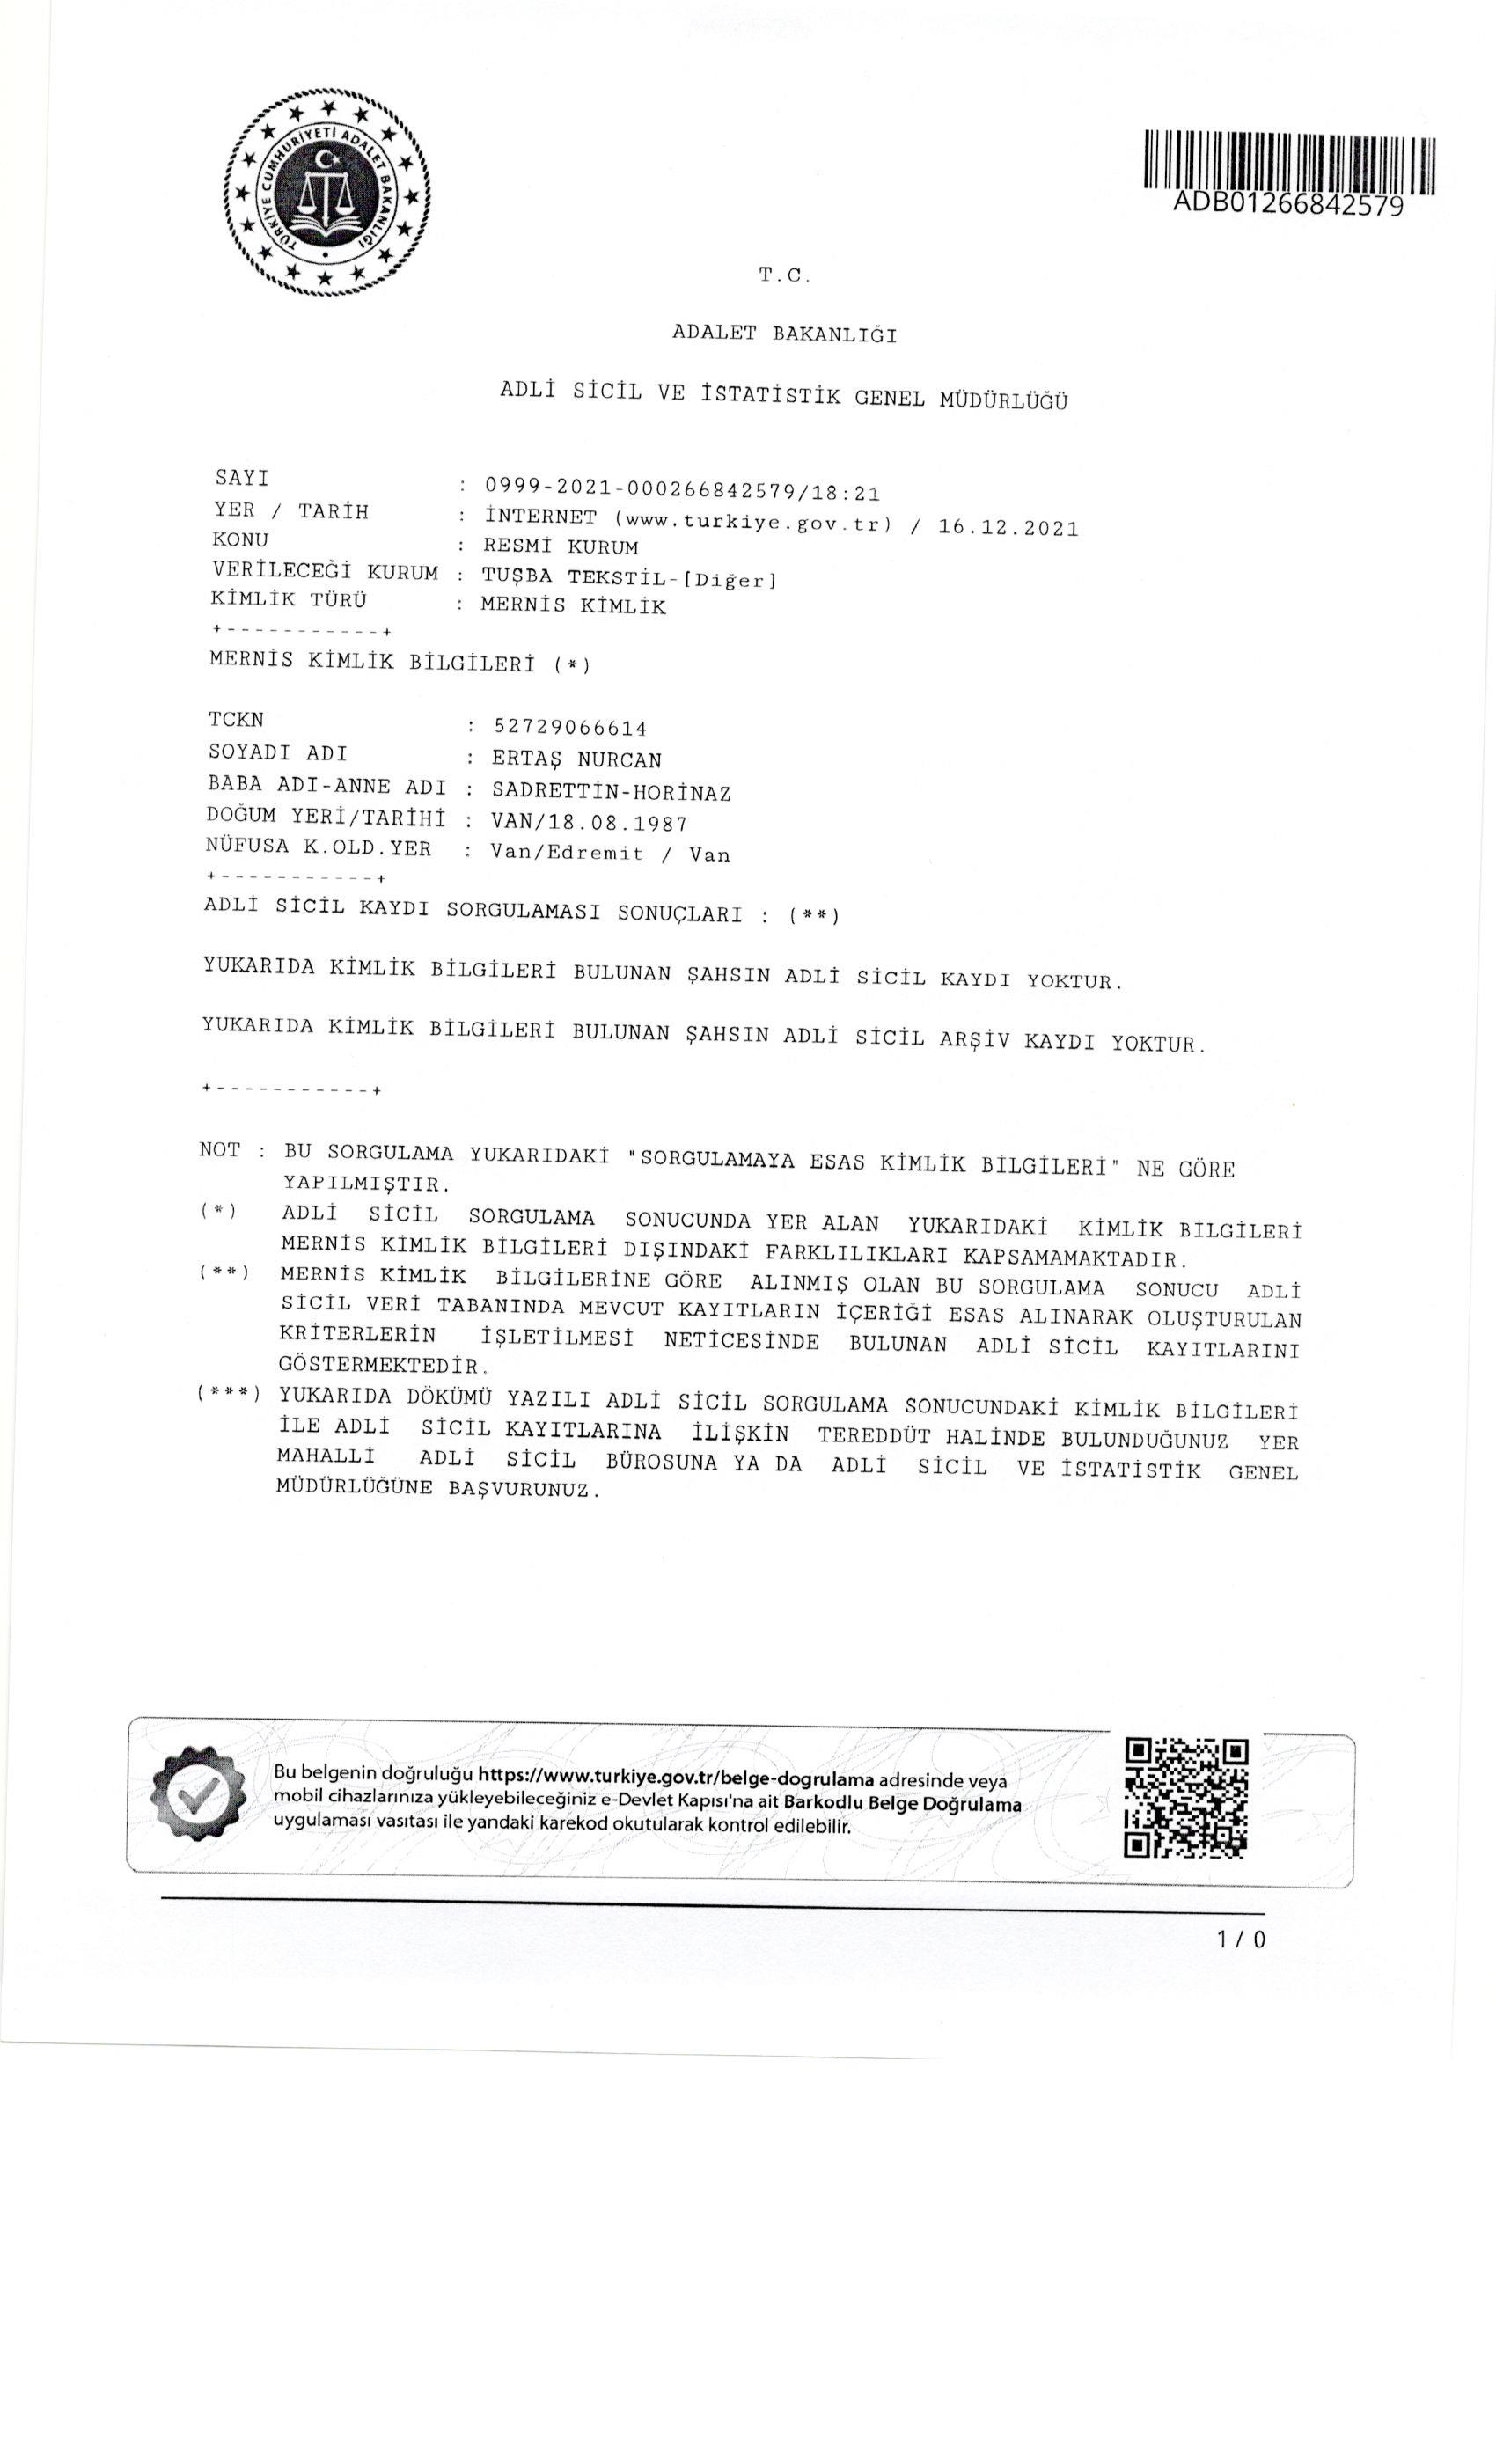 TÜRKİYE CUMHURİYETİ ADALET BAKANLIĞI
ADB01266842579
T.C.
ADALET BAKANLIĞI
ADLİ SİCİL VE İSTATİSTİK GENEL MÜDÜRLÜĞÜ
SAYI : 0999-2021-000266842579/18:21
YER / TARİH : İNTERNET (www.turkiye.gov.tr) / 16.12.2021
KONU : RESMİ KURUM
VERİLECEĞİ KURUM : TUŞBA TEKSTİL-[Diğer]
KİMLİK TÜRÜ : MERNİS KİMLİK
+-----------+
MERNİS KİMLİK BİLGİLERİ (*)
TCKN : 52729066614
SOYADI ADI : ERTAŞ NURCAN
BABA ADI-ANNE ADI : SADRETTİN-HORİNAZ
DOĞUM YERİ/TARİHİ : VAN/18.08.1987
NÜFUSA K.OLD.YER : Van/Edremit / Van
+-----------+
ADLİ SİCİL KAYDI SORGULAMASI SONUÇLARI : (**)
YUKARIDA KİMLİK BİLGİLERİ BULUNAN ŞAHSIN ADLİ SİCİL KAYDI YOKTUR.
YUKARIDA KİMLİK BİLGİLERİ BULUNAN ŞAHSIN ADLİ SİCİL ARŞİV KAYDI YOKTUR.
+-----------+
NOT : BU SORGULAMA YUKARIDAKİ "SORGULAMAYA ESAS KİMLİK BİLGİLERİ" NE GÖRE
YAPILMIŞTIR.
(*) ADLİ SİCİL SORGULAMA SONUCUNDA YER ALAN YUKARIDAKİ KİMLİK BİLGİLERİ
MERNİS KİMLİK BİLGİLERİ DIŞINDAKİ FARKLILIKLARI KAPSAMAMAKTADIR.
(**) MERNİS KİMLİK BİLGİLERİNE GÖRE ALINMIŞ OLAN BU SORGULAMA SONUCU ADLİ
SİCİL VERİ TABANINDA MEVCUT KAYITLARIN İÇERİĞİ ESAS ALINARAK OLUŞTURULAN
KRİTERLERİN İŞLETİLMESİ NETİCESİNDE BULUNAN ADLİ SİCİL KAYITLARINI
GÖSTERMEKTEDİR.
(***) YUKARIDA DÖKÜMÜ YAZILI ADLİ SİCİL SORGULAMA SONUCUNDAKİ KİMLİK BİLGİLERİ
İLE ADLİ SİCİL KAYITLARINA İLİŞKİN TEREDDÜT HALİNDE BULUNDUĞUNUZ YER
MAHALLİ ADLİ SİCİL BÜROSUNA YA DA ADLİ SİCİL VE İSTATİSTİK GENEL
MÜDÜRLÜĞÜNE BAŞVURUNUZ.
Bu belgenin doğruluğu https://www.turkiye.gov.tr/belge-dogrulama adresinde veya
mobil cihazlarınıza yükleyebileceğiniz e-Devlet Kapısı'na ait Barkodlu Belge Doğrulama
uygulaması vasıtası ile yandaki karekod okutularak kontrol edilebilir.
1 / 0